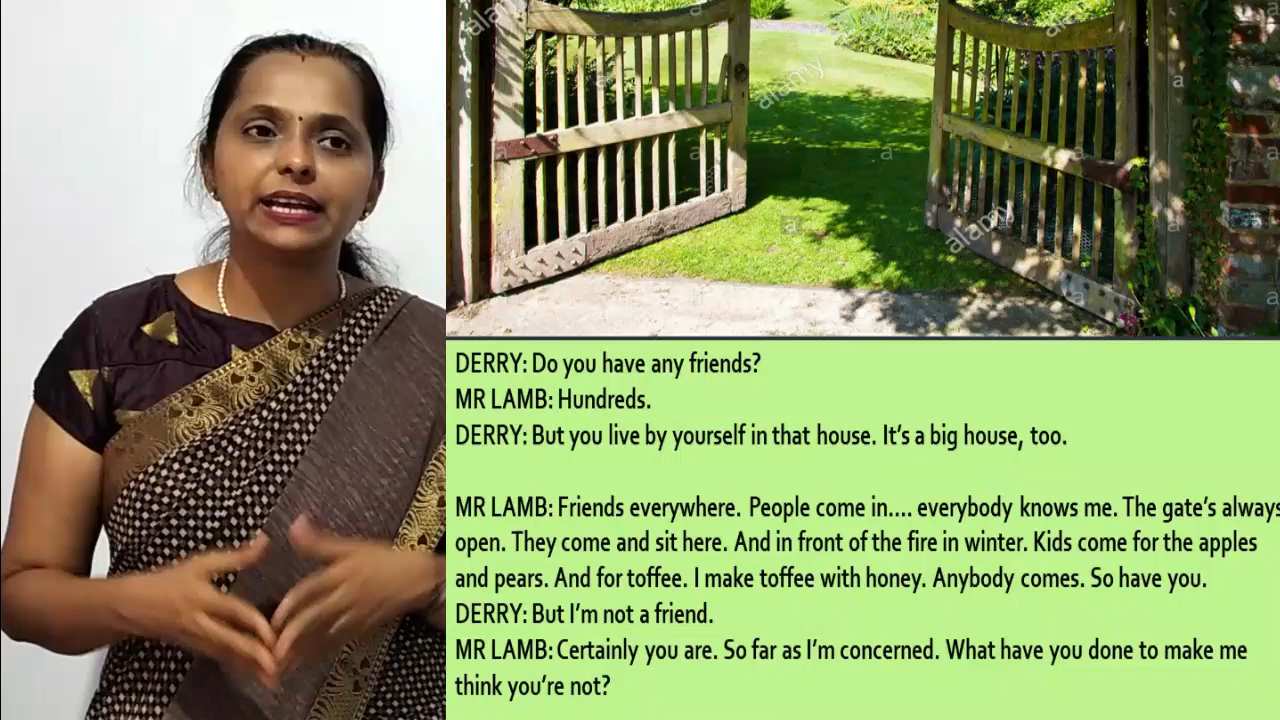 alamy
alamy
alamy
alamy
DERRY: Do you have any friends?
MR LAMB: Hundreds.
DERRY: But you live by yourself in that house. It's a big house, too.
MR LAMB: Friends everywhere. People come in.... everybody knows me. The gate's always
open. They come and sit here. And in front of the fire in winter. Kids come for the apples
and pears. And for toffee. I make toffee with honey. Anybody comes. So have you.
DERRY: But I'm not a friend.
MR LAMB: Certainly you are. So far as I'm concerned. What have you done to make me
think you're not?